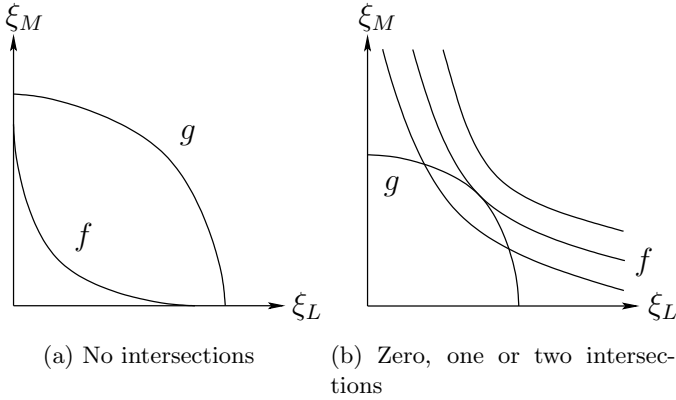 ξ_M
g
f
ξ_L
(a) No intersections
ξ_M
g
f
ξ_L
(b) Zero, one or two intersec-
tions